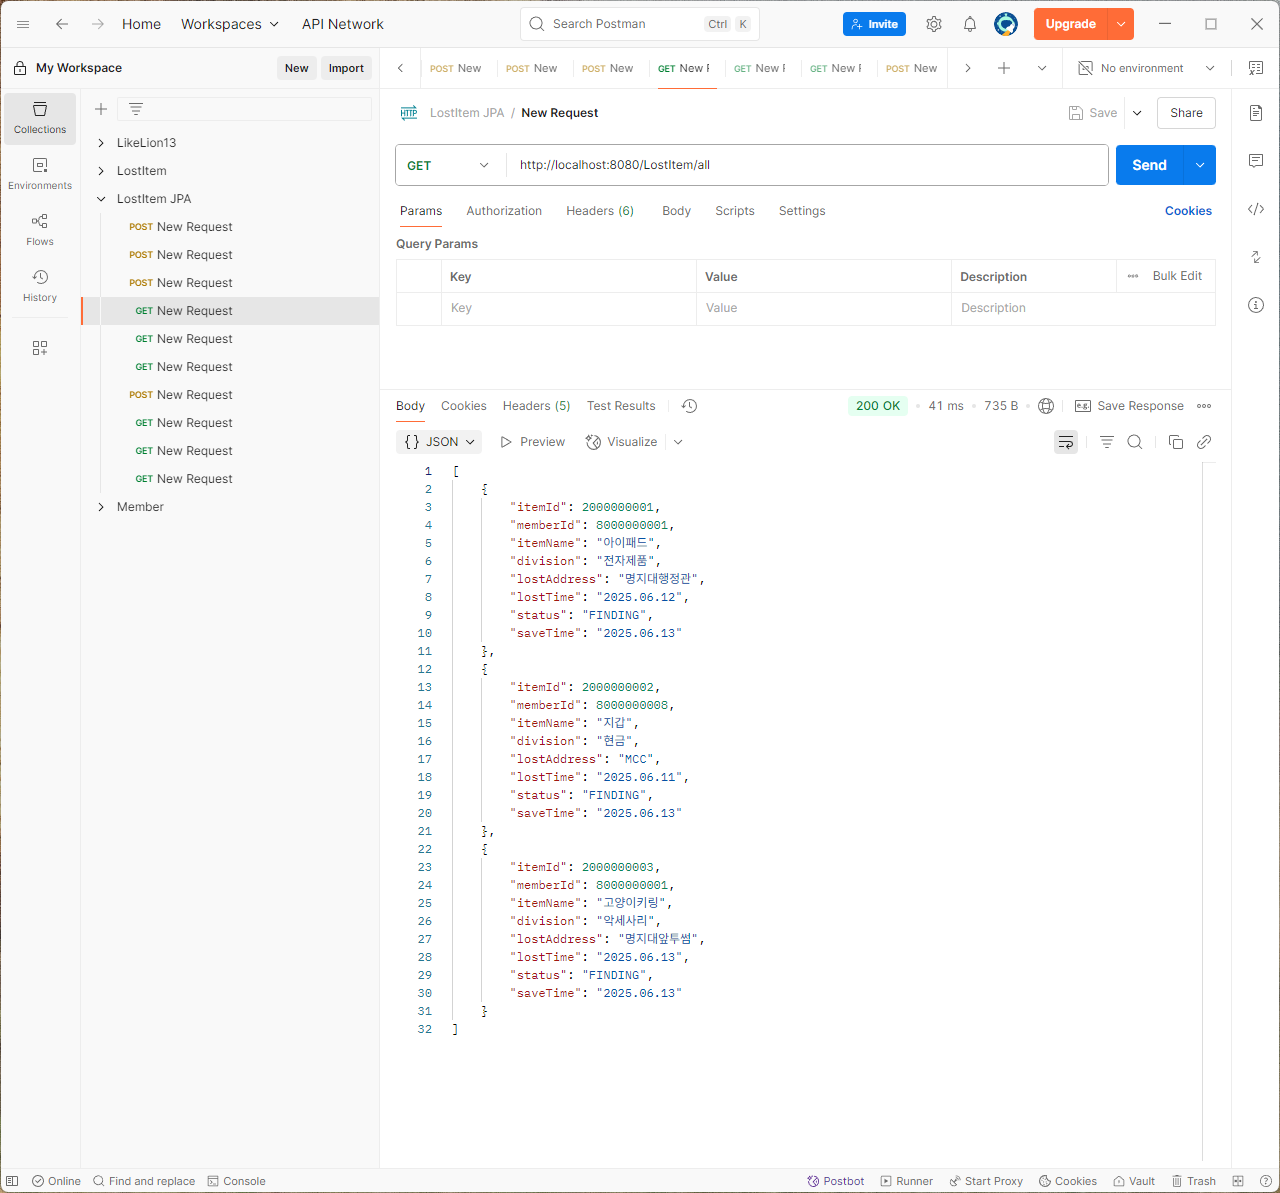 Home Workspaces API Network Search Postman Ctrl K Invite Upgrade
My Workspace New Import POST New POST New POST New GET New GET New GET New POST New No environment
LostItem JPA / New Request Save Share
Collections
Environments
Flows
History
LikeLion13
LostItem
LostItem JPA
POST New Request
POST New Request
POST New Request
GET New Request
GET New Request
GET New Request
POST New Request
GET New Request
GET New Request
GET New Request
Member
GET http://localhost:8080/LostItem/all Send
Params Authorization Headers (6) Body Scripts Settings Cookies
Query Params
Key Value Description Bulk Edit
Key Value Description
Body Cookies Headers (5) Test Results 200 OK 41 ms 735 B e.g. Save Response
{} JSON Preview Visualize
1 [
2 {
3 "itemId": 2000000001,
4 "memberId": 8000000001,
5 "itemName": "아이패드",
6 "division": "전자제품",
7 "lostAddress": "명지대행정관",
8 "lostTime": "2025.06.12",
9 "status": "FINDING",
10 "saveTime": "2025.06.13"
11 },
12 {
13 "itemId": 2000000002,
14 "memberId": 8000000008,
15 "itemName": "지갑",
16 "division": "현금",
17 "lostAddress": "MCC",
18 "lostTime": "2025.06.11",
19 "status": "FINDING",
20 "saveTime": "2025.06.13"
21 },
22 {
23 "itemId": 2000000003,
24 "memberId": 8000000001,
25 "itemName": "고양이키링",
26 "division": "악세사리",
27 "lostAddress": "명지대앞투썸",
28 "lostTime": "2025.06.13",
29 "status": "FINDING",
30 "saveTime": "2025.06.13"
31 }
32 ]
Online Find and replace Console Postbot Runner Start Proxy Cookies Vault Trash